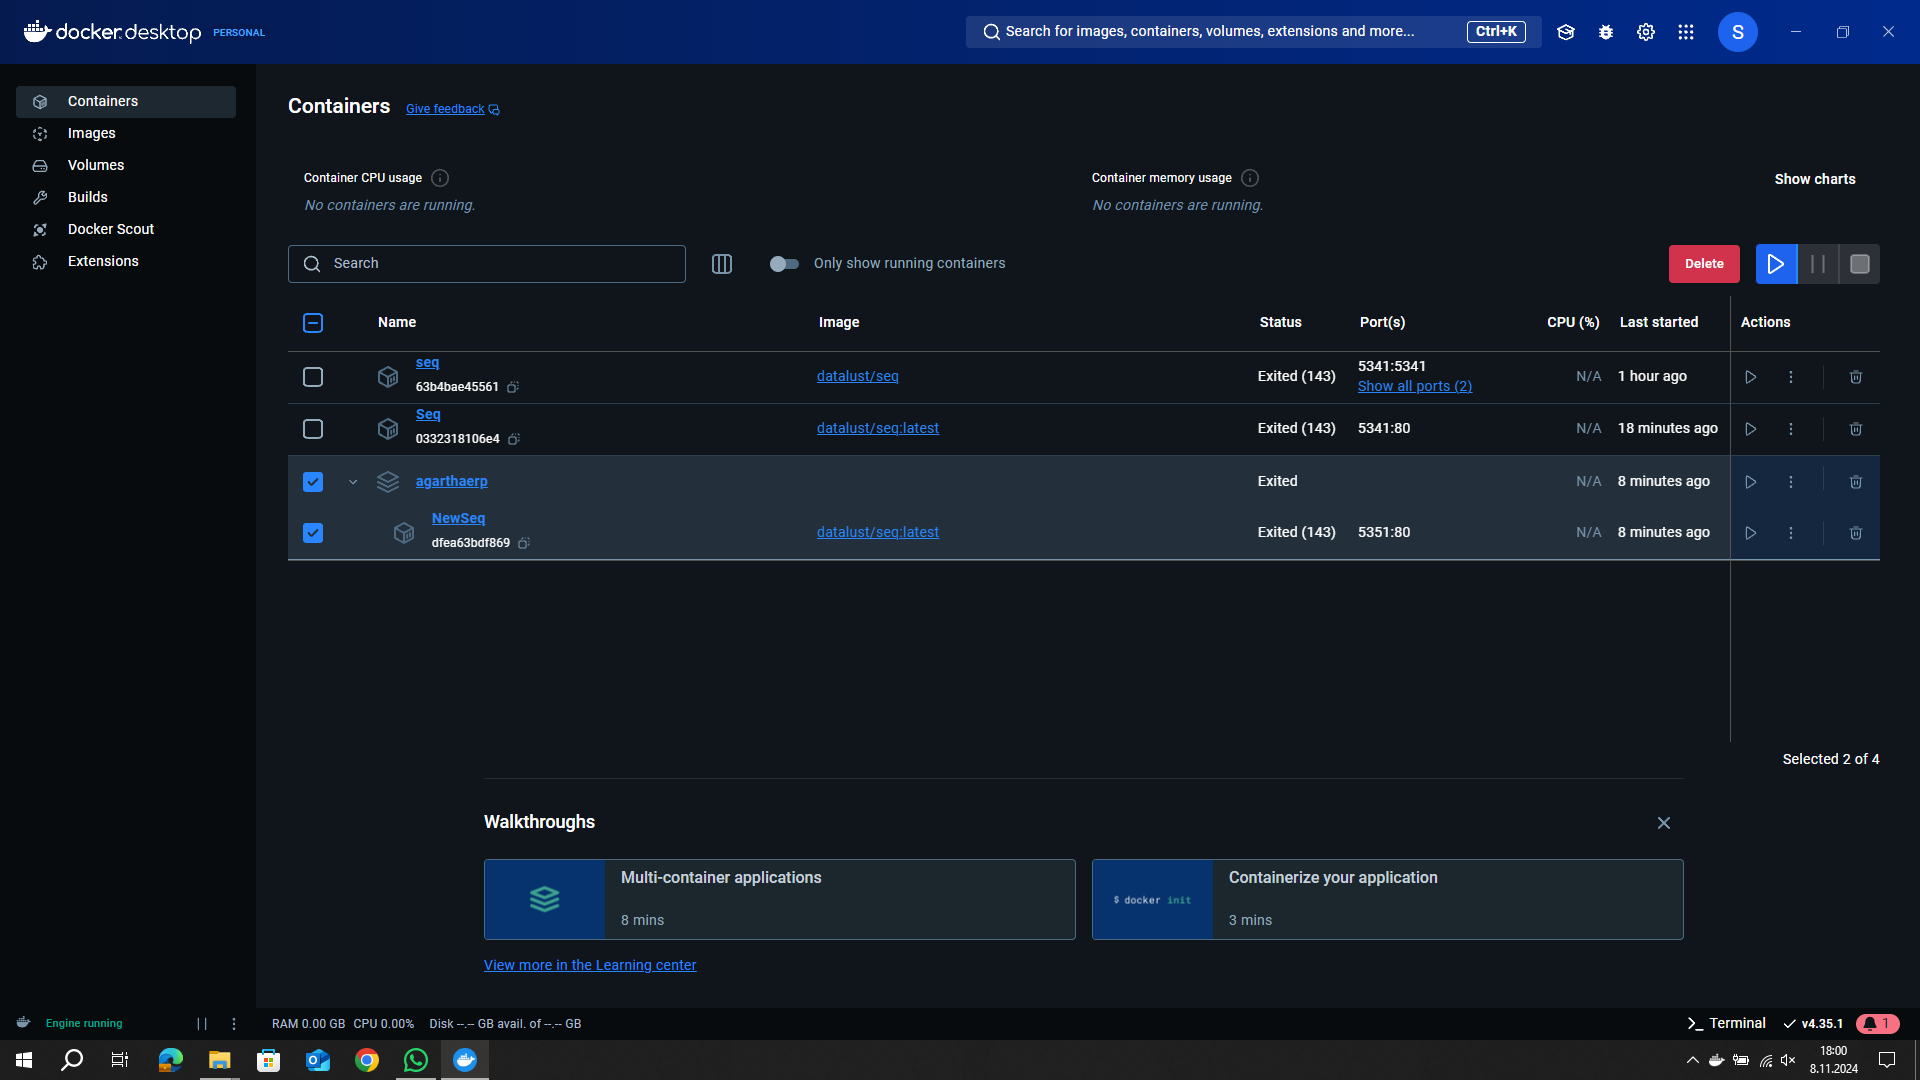 docker desktop PERSONAL
Search for images, containers, volumes, extensions and more... Ctrl+K
S
Containers
Images
Volumes
Builds
Docker Scout
Extensions
Containers Give feedback
Container CPU usage
No containers are running.
Container memory usage
No containers are running.
Show charts
Search
Only show running containers
Delete
Name Image Status Port(s) CPU (%) Last started Actions
seq
63b4bae45561
datalust/seq Exited (143) 5341:5341
Show all ports (2)
N/A 1 hour ago
Seq
0332318106e4
datalust/seq:latest Exited (143) 5341:80 N/A 18 minutes ago
agarthaerp Exited N/A 8 minutes ago
NewSeq
dfea63bdf869
datalust/seq:latest Exited (143) 5351:80 N/A 8 minutes ago
Selected 2 of 4
Walkthroughs
Multi-container applications
8 mins
$ docker init
Containerize your application
3 mins
View more in the Learning center
Engine running
RAM 0.00 GB CPU 0.00% Disk --.-- GB avail. of --.-- GB
Terminal v4.35.1 1
18:00
8.11.2024